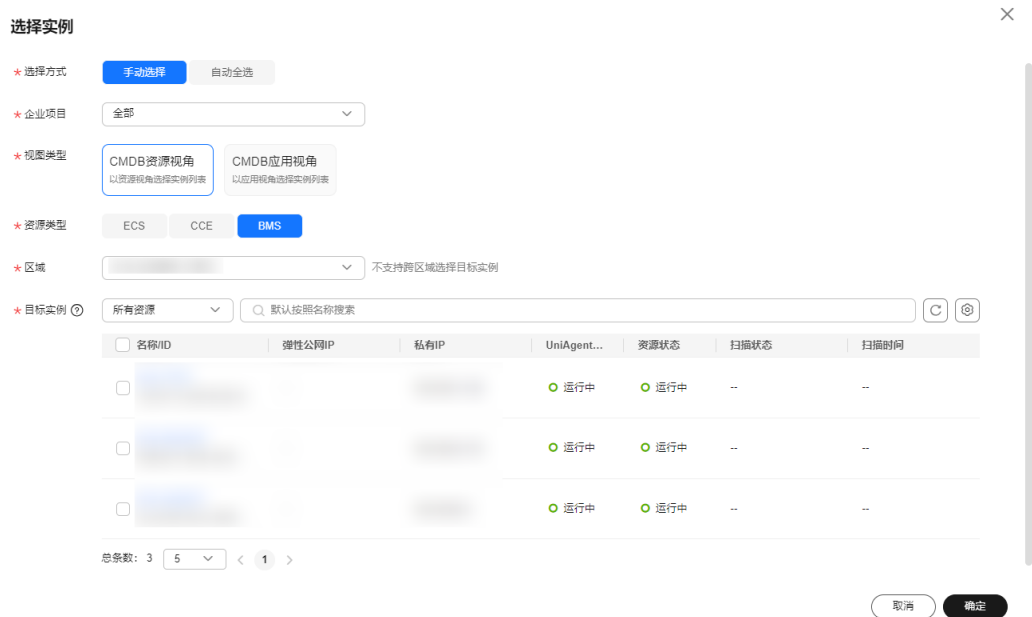 选择实例
* 选择方式 手动选择 自动全选
* 企业项目 全部
* 视图类型 CMDB资源视角 CMDB应用视角
以资源视角选择实例列表 以应用视角选择实例列表
* 资源类型 ECS CCE BMS
* 区域 不支持跨区域选择目标实例
* 目标实例 ? 所有资源 默认按照名称搜索
名称/ID 弹性公网IP 私有IP UniAgent... 资源状态 扫描状态 扫描时间
运行中 运行中 -- --
运行中 运行中 -- --
运行中 运行中 -- --
总条数: 3 5 < 1 >
取消 确定